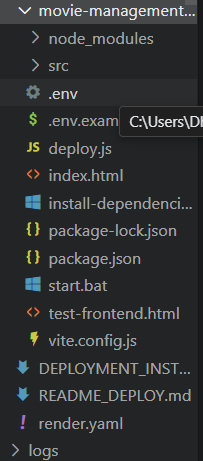 movie-management...
node_modules
src
.env
.env.exam
C:\Users\D
deploy.js
index.html
install-dependenci...
package-lock.json
package.json
start.bat
test-frontend.html
vite.config.js
DEPLOYMENT_INST...
README_DEPLOY.md
render.yaml
logs